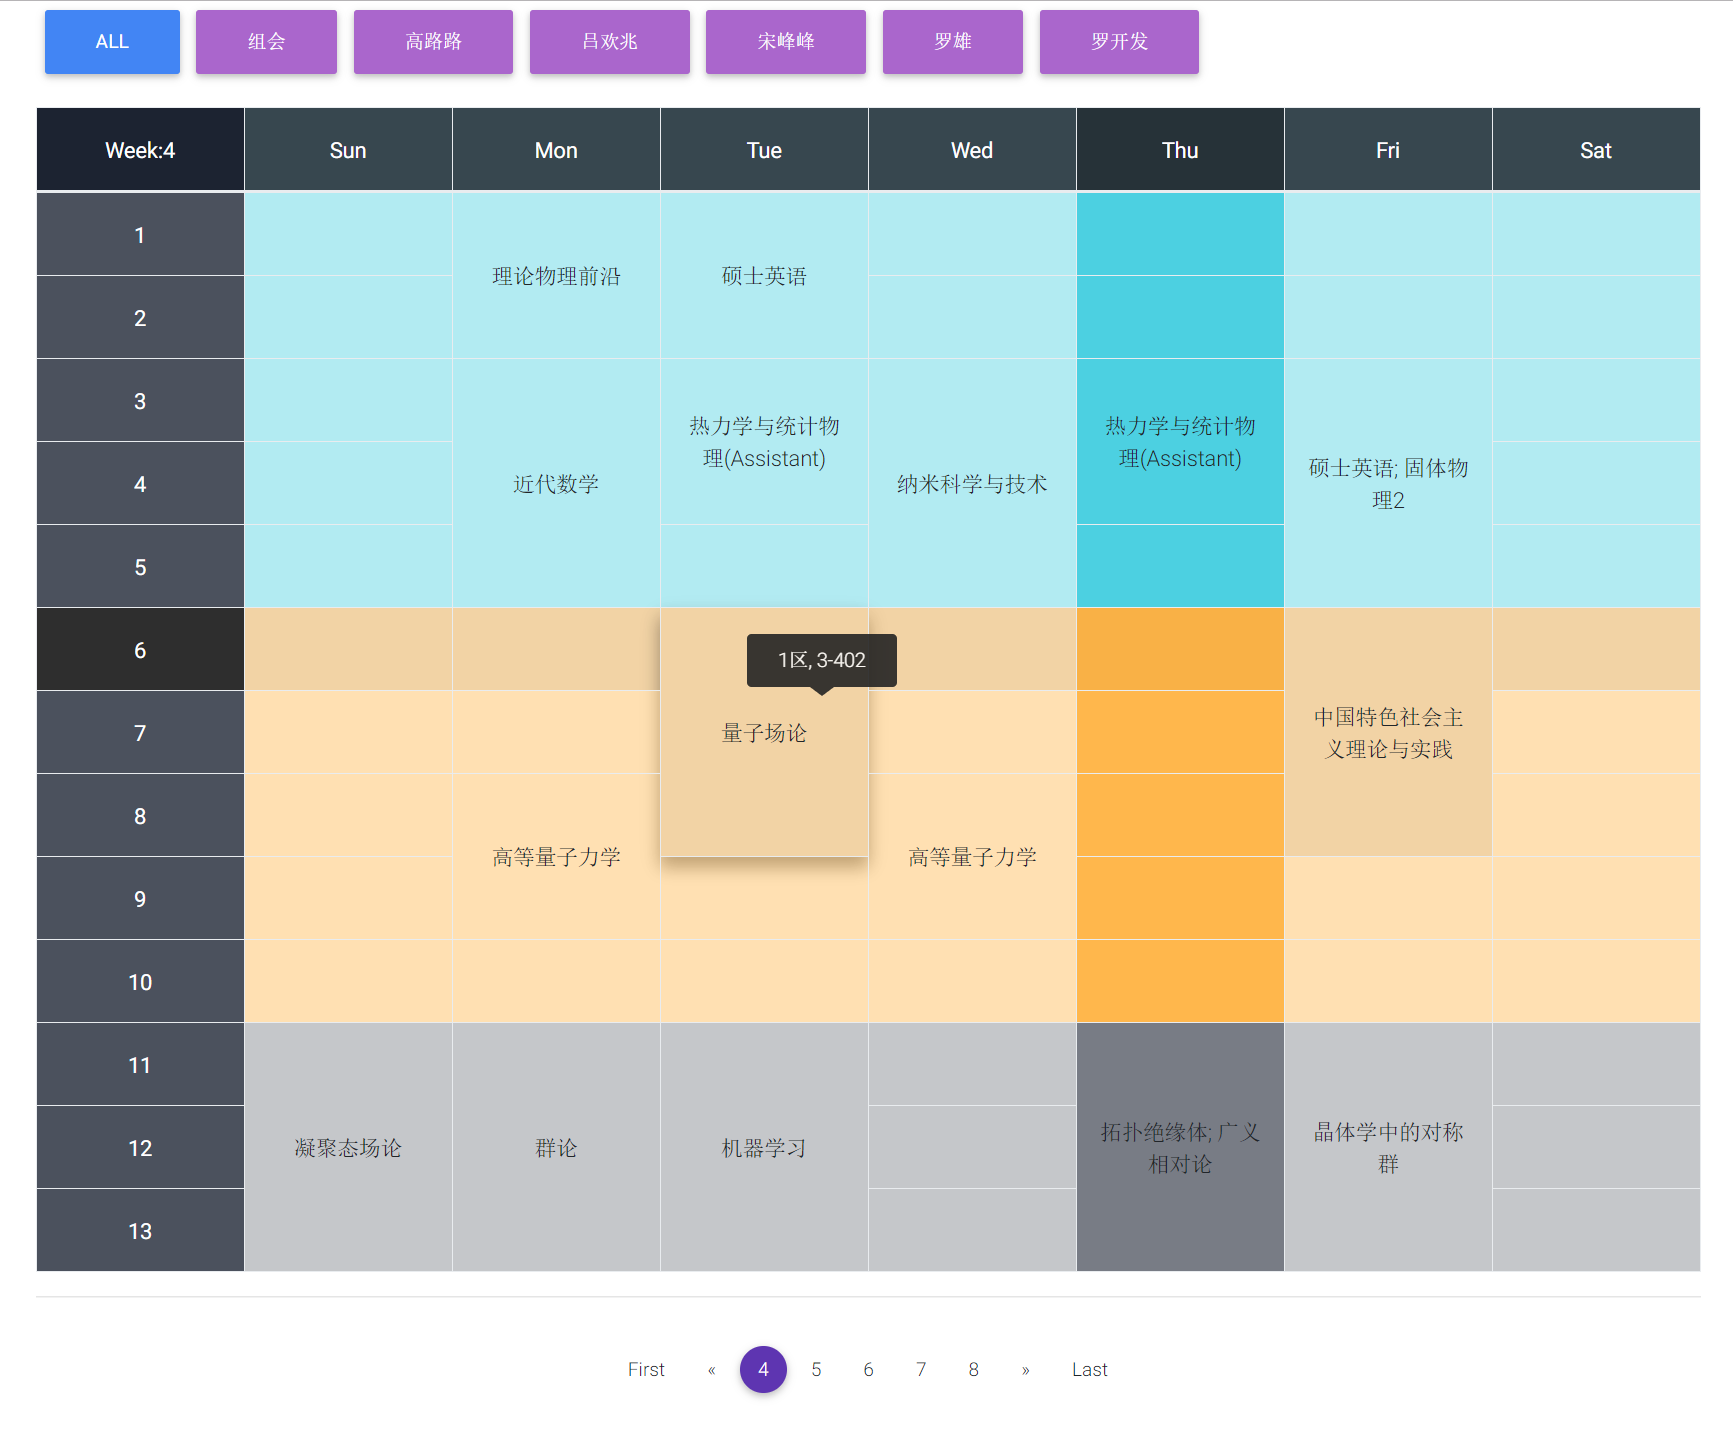 ALL 组会 高路路 吕欢兆 宋峰峰 罗雄 罗开发
Week:4 Sun Mon Tue Wed Thu Fri Sat
1
理论物理前沿 硕士英语
2
3
热力学与统计物
理(Assistant)
热力学与统计物
理(Assistant)
4
近代数学
纳米科学与技术
硕士英语; 固体物
理2
5
6
1区, 3-402
7
量子场论
中国特色社会主
义理论与实践
8
高等量子力学
高等量子力学
9
10
11
12
凝聚态场论
群论
机器学习
拓扑绝缘体; 广义
相对论
晶体学中的对称
群
13
First « 4 5 6 7 8 » Last